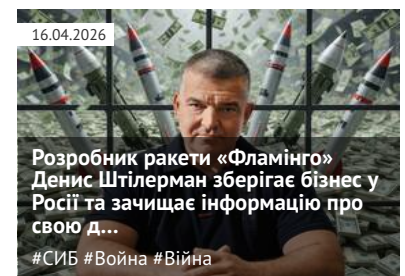 16.04.2026
Розробник ракети «Фламінго»
Денис Штілерман зберігає бізнес у
Росії та зачищає інформацію про
свою д...
#СИБ #Война #Війна